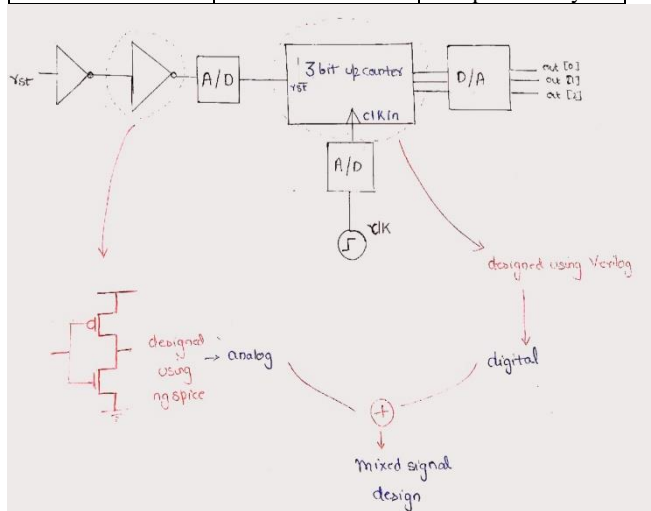 rst
A/D
3 bit up counter
rst
clkin
D/A
out [0]
out [1]
out [2]
A/D
clk
designed using Verilog
designed
using
ngspice
→ analog
digital
+
mixed signal
design